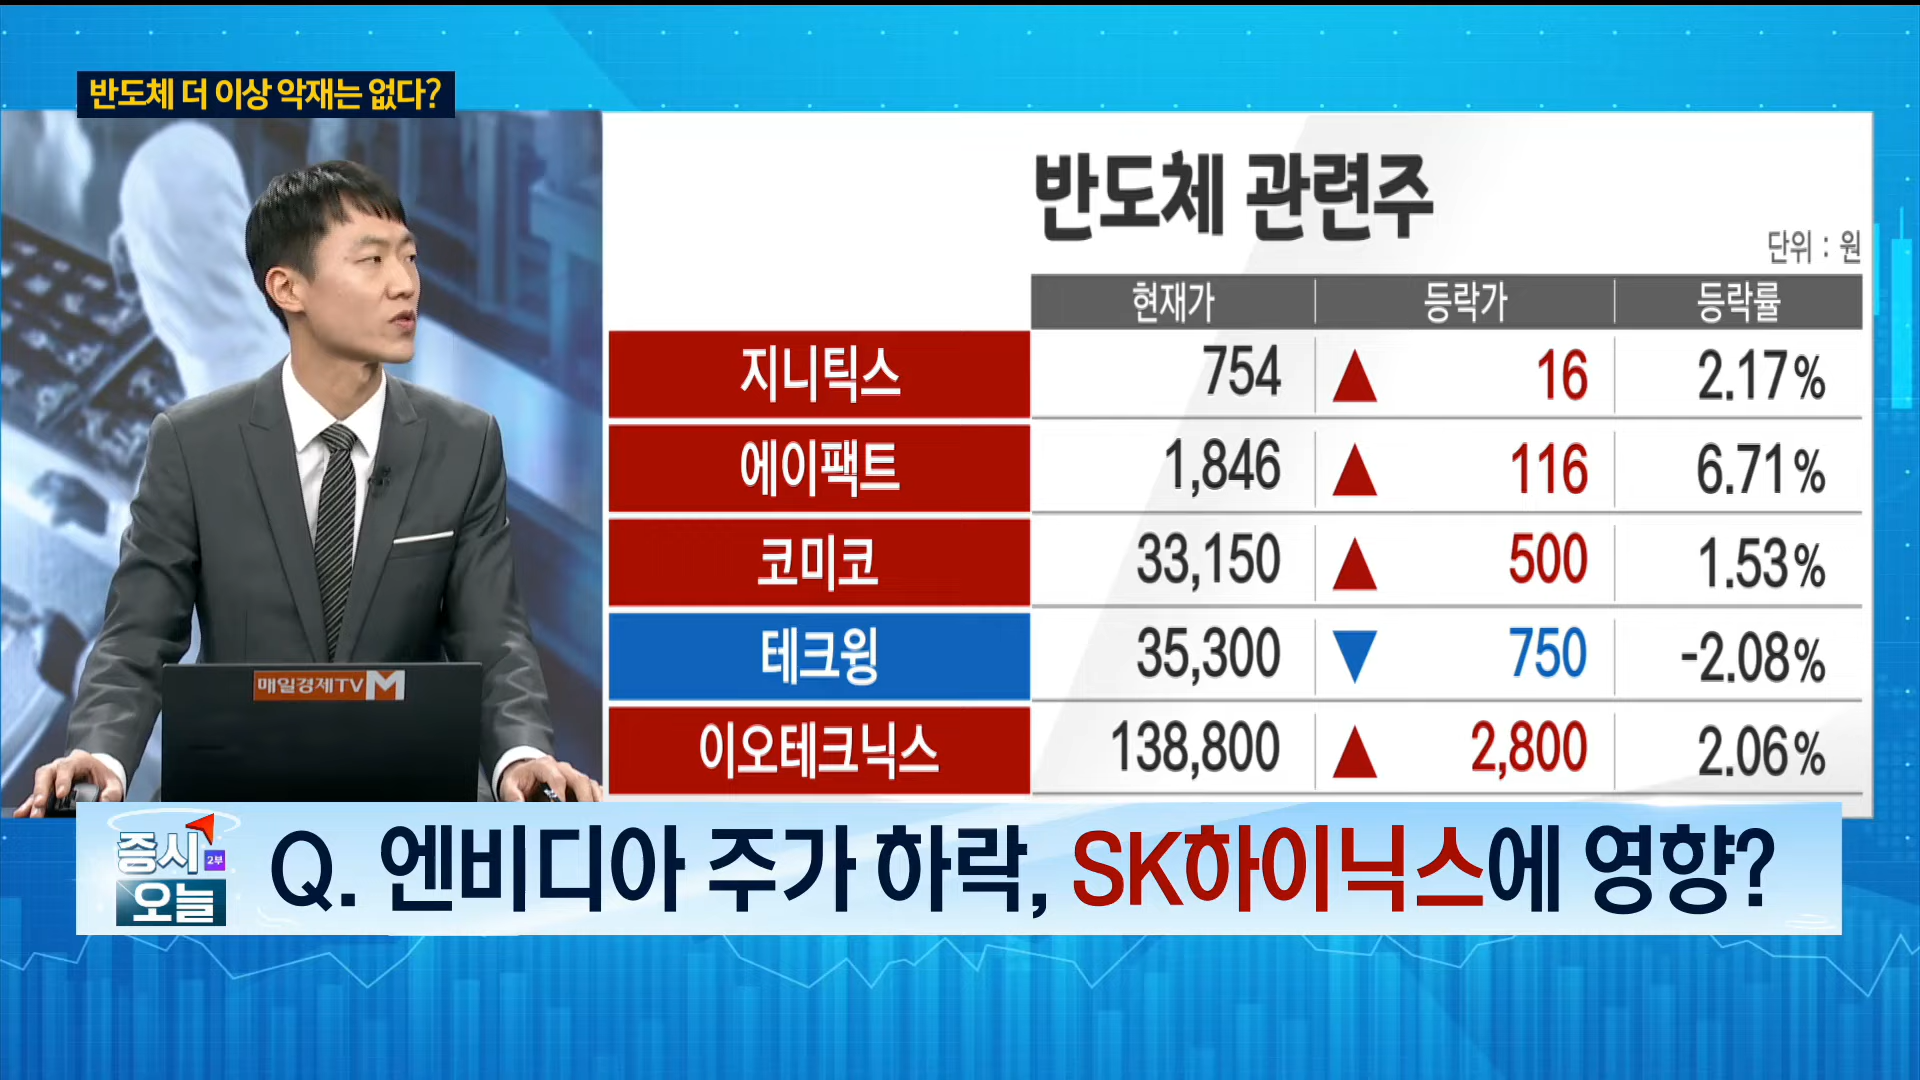 반도체 더 이상 악재는 없다?
반도체 관련주
단위 : 원
현재가 등락가 등락률
지니틱스 754 ▲ 16 2.17%
에이팩트 1,846 ▲ 116 6.71%
코미코 33,150 ▲ 500 1.53%
테크윙 35,300 ▼ 750 -2.08%
이오테크닉스 138,800 ▲ 2,800 2.06%
매일경제TV M
증시 2부
오늘
Q. 엔비디아 주가 하락, SK하이닉스에 영향?